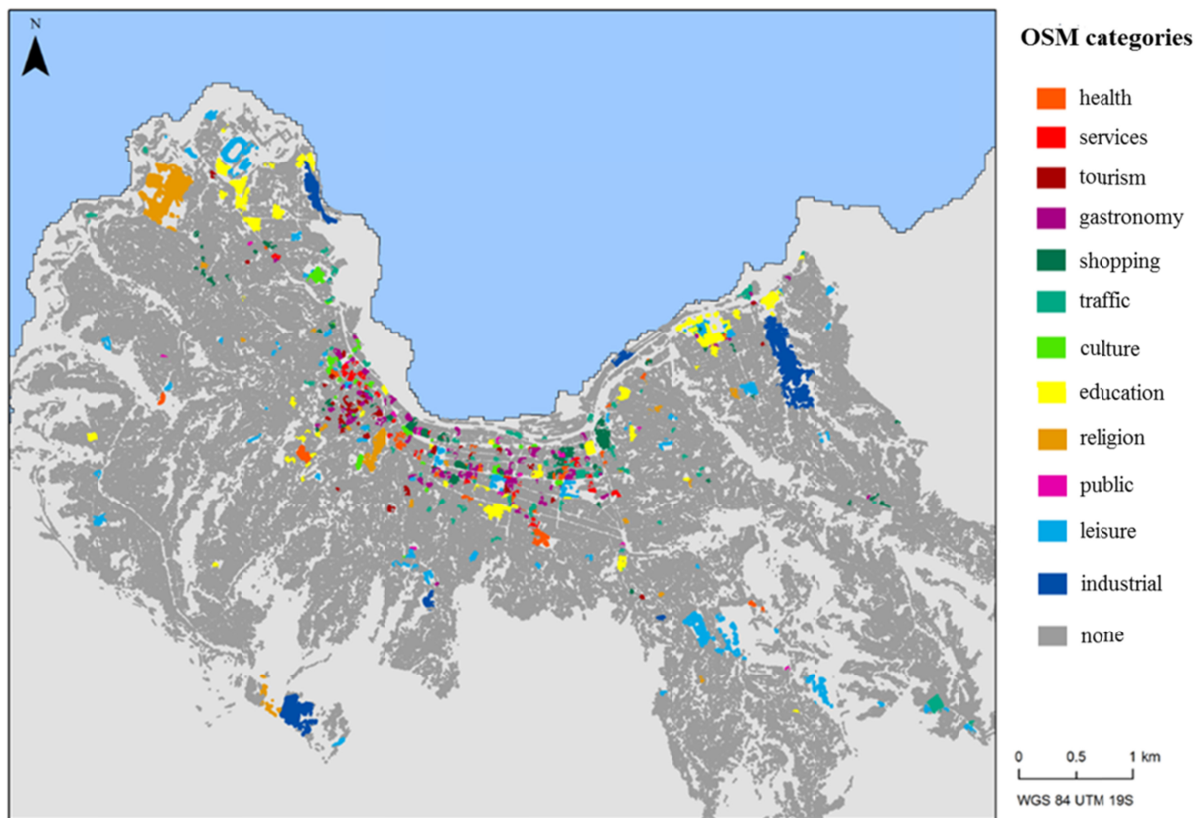 N
OSM categories
health
services
tourism
gastronomy
shopping
traffic
culture
education
religion
public
leisure
industrial
none
0 0.5 1 km
WGS 84 UTM 19S